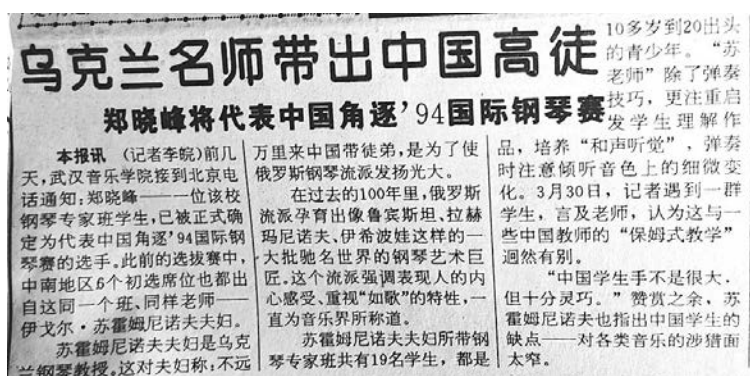 乌克兰名师带出中国高徒
郑晓峰将代表中国角逐’94国际钢琴赛
本报讯 (记者李皖)前几
天，武汉音乐学院接到北京电
话通知：郑晓峰——一位该校
钢琴专家班学生，已被正式确
定为代表中国角逐’94国际钢
琴赛的选手。此前的选拔赛中，
中南地区6个初选席位也都出
自这同一个班、同样老师——
伊戈尔·苏霍姆尼诺夫夫妇。
苏霍姆尼诺夫夫妇是乌克
兰钢琴教授。这对夫妇称：不远
万里来中国带徒弟，是为了使
俄罗斯钢琴流派发扬光大。
在过去的100年里，俄罗斯
流派孕育出像鲁宾斯坦、拉赫
玛尼诺夫、伊希波娃这样的一
大批驰名世界的钢琴艺术巨
匠。这个流派强调表现人的内
心感受、重视“如歌”的特性，一
直为音乐界所称道。
苏霍姆尼诺夫夫妇所带钢
琴专家班共有19名学生，都是
10多岁到20出头
的青少年。“苏
老师”除了弹奏
技巧，更注重启
发学生理解作
品，培养“和声听觉”，弹奏
时注意倾听音色上的细微变
化。3月30日，记者遇到一群
学生，言及老师，认为这与一
些中国教师的“保姆式教学”
迥然有别。
“中国学生手不是很大，
但十分灵巧。”赞赏之余，苏
霍姆尼诺夫也指出中国学生的
缺点——对各类音乐的涉猎面
太窄。